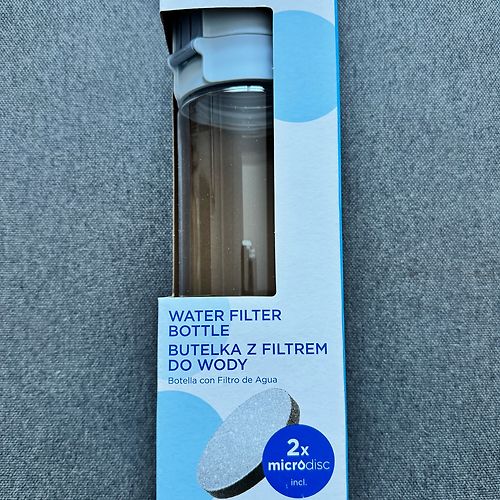 WATER FILTER
BOTTLE
BUTELKA Z FILTREM
DO WODY
Botella con Filtro de Agua
2x
microdisc
incl.